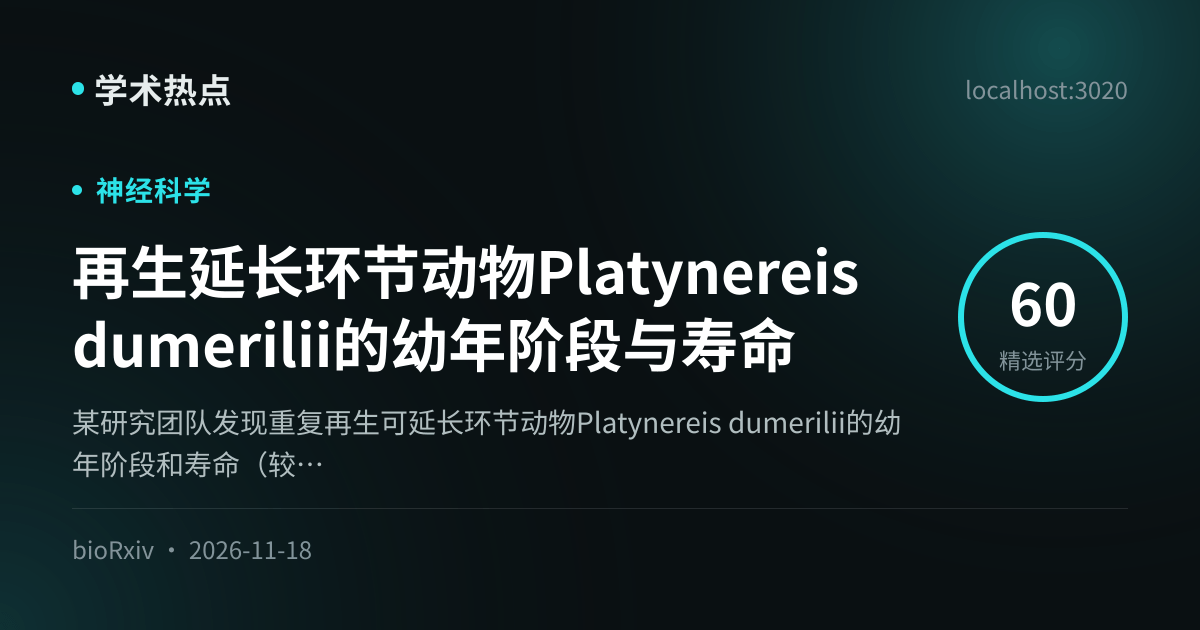 学术热点
localhost:3020
神经科学
再生延长环节动物Platynereis
dumerilii的幼年阶段与寿命
60
精选评分
某研究团队发现重复再生可延长环节动物Platynereis dumerilii的幼
年阶段和寿命（较…
bioRxiv · 2026-11-18